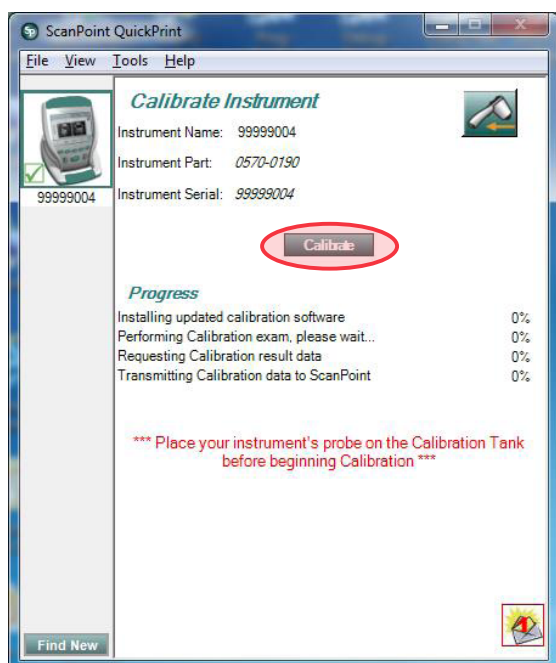 ScanPoint QuickPrint
File View Tools Help
Calibrate Instrument
Instrument Name: 99999004
Instrument Part: 0570-0190
Instrument Serial: 99999004
99999004
Calibrate
Progress
Installing updated calibration software 0%
Performing Calibration exam, please wait... 0%
Requesting Calibration result data 0%
Transmitting Calibration data to ScanPoint 0%
*** Place your instrument's probe on the Calibration Tank
before beginning Calibration ***
Find New